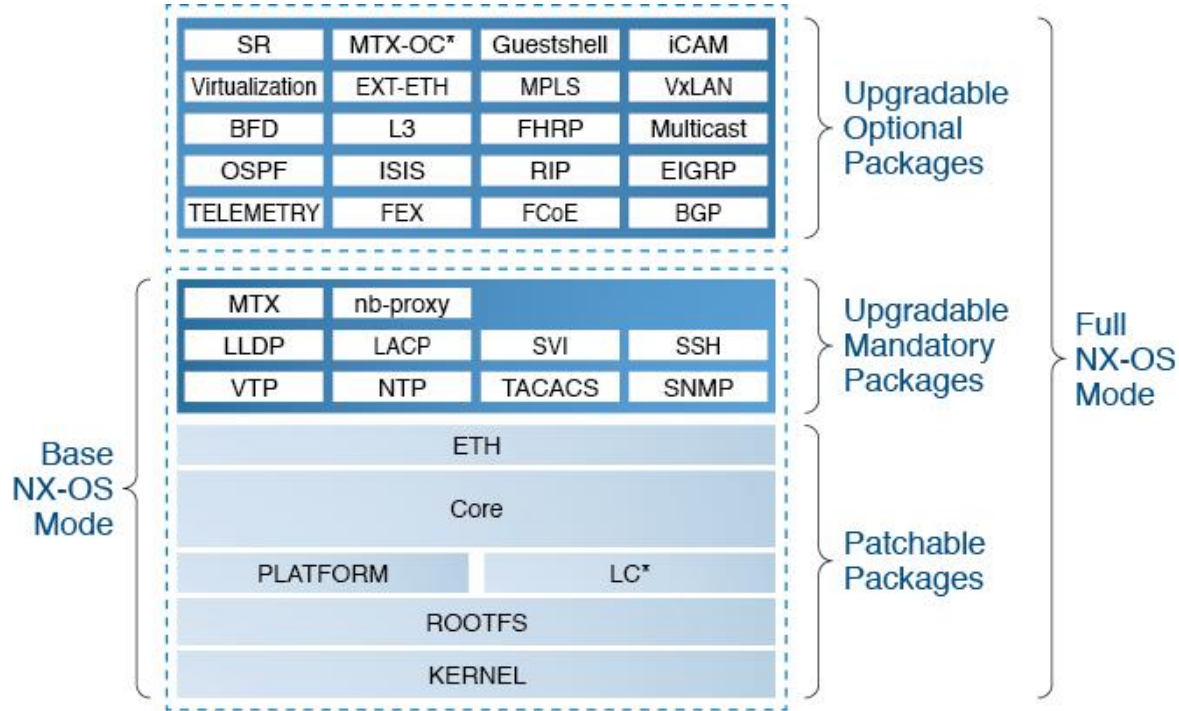 SR MTX-OC* Guestshell iCAM
Virtualization EXT-ETH MPLS VxLAN
BFD L3 FHRP Multicast
OSPF ISIS RIP EIGRP
TELEMETRY FEX FCoE BGP
Upgradable
Optional
Packages
MTX nb-proxy
LLDP LACP SVI SSH
VTP NTP TACACS SNMP
Upgradable
Mandatory
Packages
Full
NX-OS
Mode
Base
NX-OS
Mode
ETH
Core
PLATFORM LC*
ROOTFS
KERNEL
Patchable
Packages